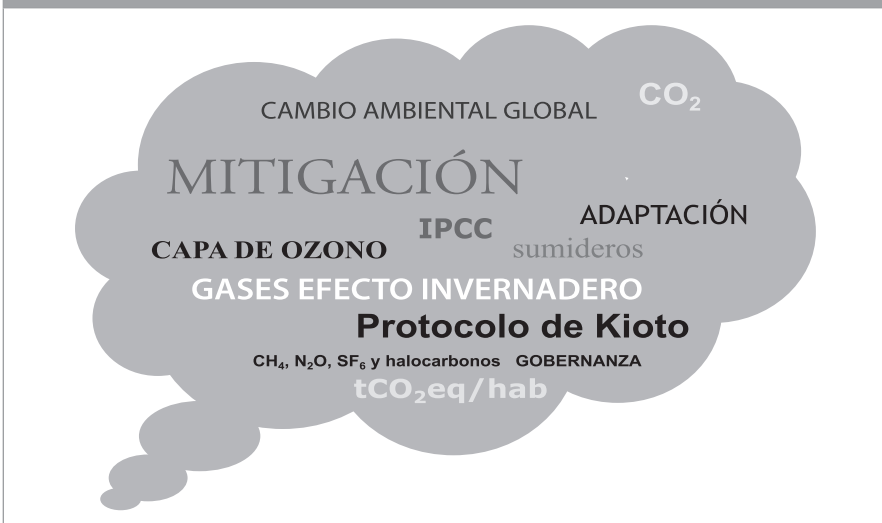 CO₂
CAMBIO AMBIENTAL GLOBAL
MITIGACIÓN
ADAPTACIÓN
IPCC
CAPA DE OZONO
sumideros
GASES EFECTO INVERNADERO
Protocolo de Kioto
CH₄, N₂O, SF₆ y halocarbonos GOBERNANZA
tCO₂eq/hab